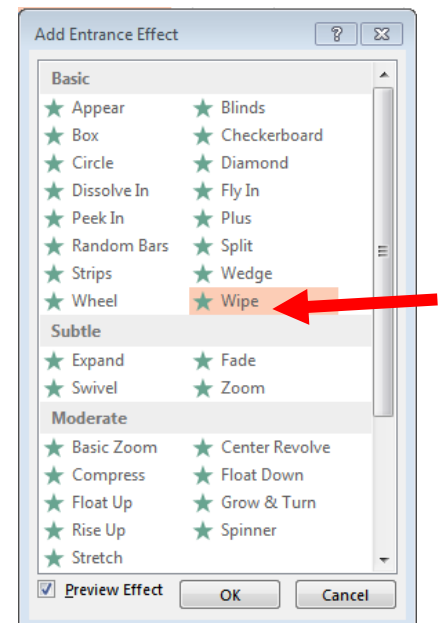 Add Entrance Effect
Basic
Appear Blinds
Box Checkerboard
Circle Diamond
Dissolve In Fly In
Peek In Plus
Random Bars Split
Strips Wedge
Wheel Wipe
Subtle
Expand Fade
Swivel Zoom
Moderate
Basic Zoom Center Revolve
Compress Float Down
Float Up Grow & Turn
Rise Up Spinner
Stretch
Preview Effect OK Cancel